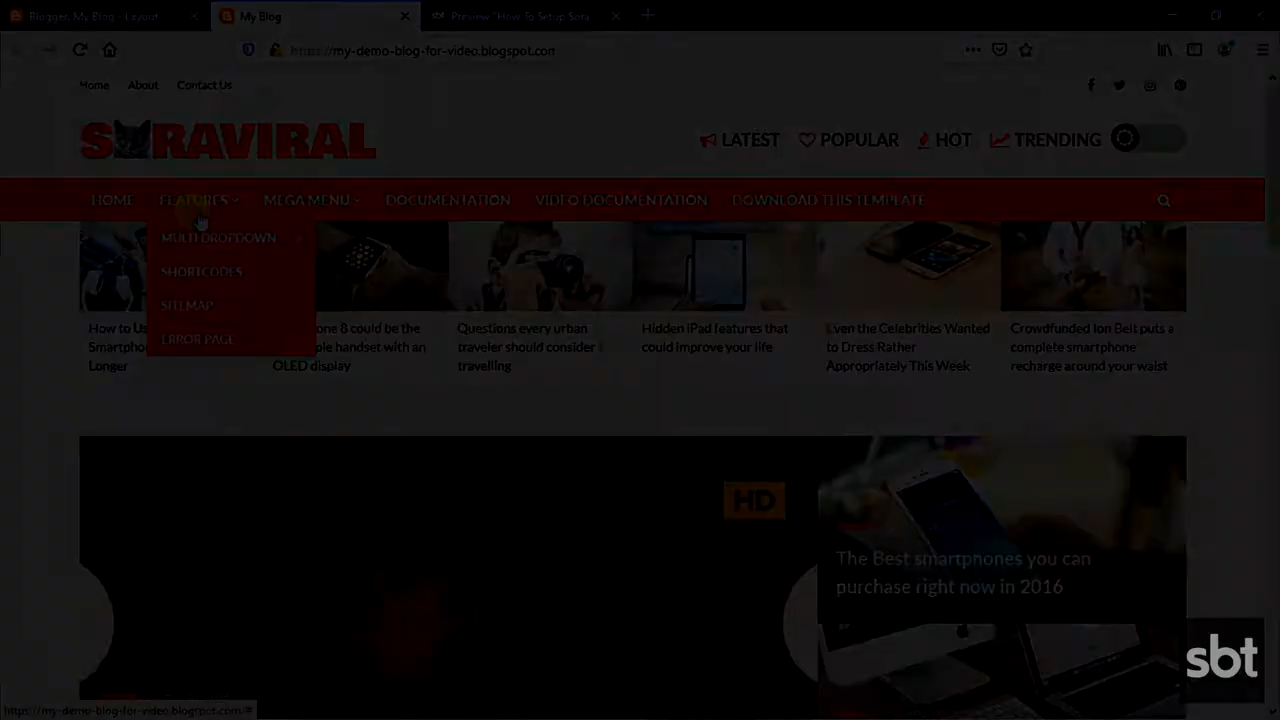 Blogger: My Blog - Layout
My Blog
Preview "How To Setup Sora
https://my-demo-blog-for-video.blogspot.com
Home About Contact Us
SORAVIRAL
LATEST POPULAR HOT TRENDING
HOME FEATURES MEGA MENU DOCUMENTATION VIDEO DOCUMENTATION DOWNLOAD THIS TEMPLATE
MULTI DROPDOWN
SHORTCODES
SITEMAP
ERROR PAGE
How to Us
Smartpho
Longer
one 8 could be the
ple handset with an
OLED display
Questions every urban
traveler should consider
travelling
Hidden iPad features that
could improve your life
Even the Celebrities Wanted
to Dress Rather
Appropriately This Week
Crowdfunded Ion Belt puts a
complete smartphone
recharge around your waist
HD
The Best smartphones you can
purchase right now in 2016
sbt
https://my-demo-blog-for-video.blogspot.com/#